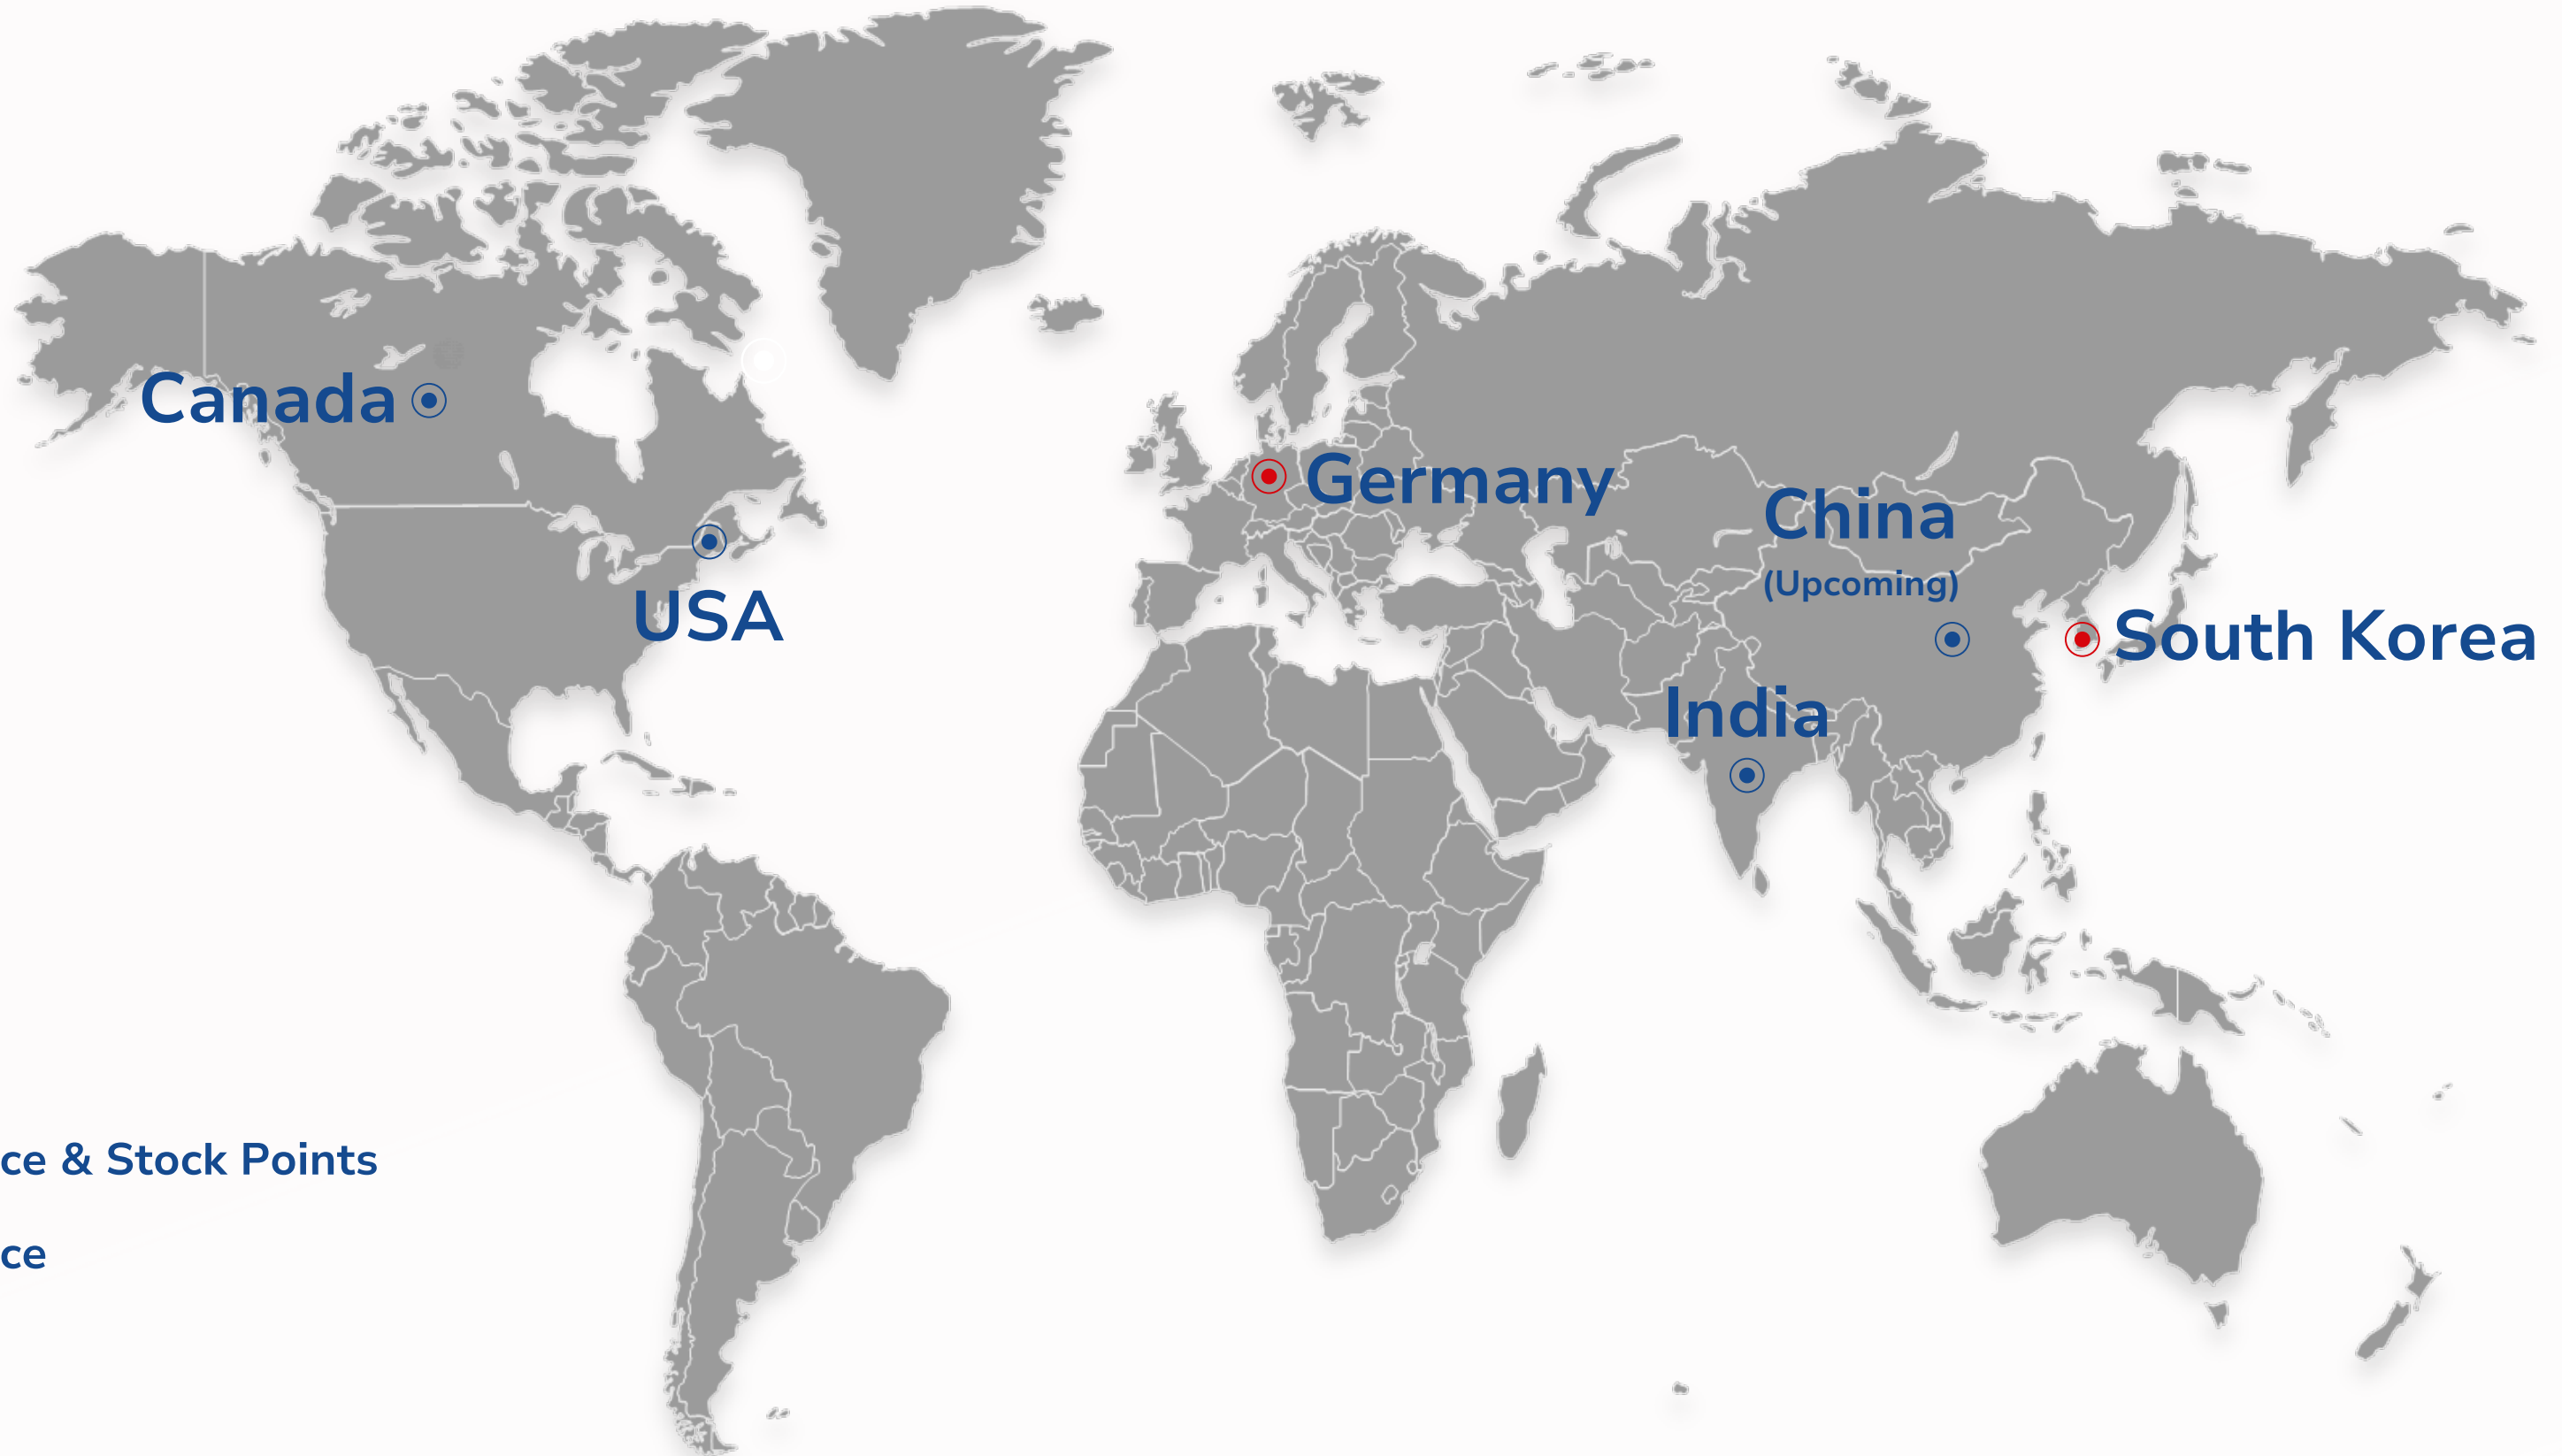 Canada
Germany
China
(Upcoming)
USA
South Korea
India
ce & Stock Points
ce